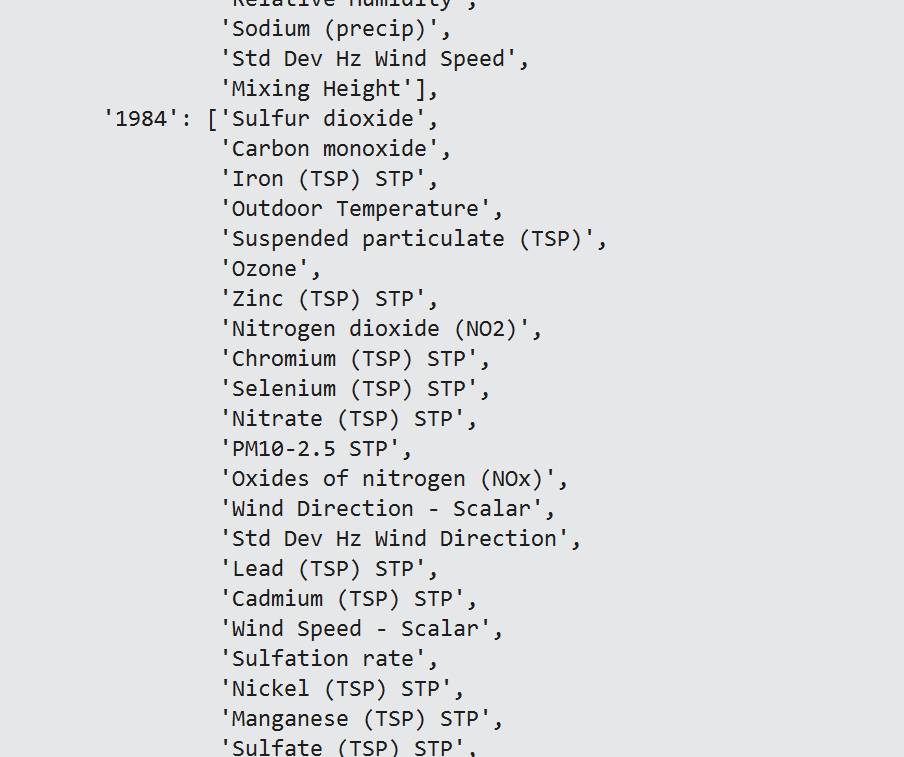 'Relative Humidity',
'Sodium (precip)',
'Std Dev Hz Wind Speed',
'Mixing Height'],
'1984': ['Sulfur dioxide',
'Carbon monoxide',
'Iron (TSP) STP',
'Outdoor Temperature',
'Suspended particulate (TSP)',
'Ozone',
'Zinc (TSP) STP',
'Nitrogen dioxide (NO2)',
'Chromium (TSP) STP',
'Selenium (TSP) STP',
'Nitrate (TSP) STP',
'PM10-2.5 STP',
'Oxides of nitrogen (NOx)',
'Wind Direction - Scalar',
'Std Dev Hz Wind Direction',
'Lead (TSP) STP',
'Cadmium (TSP) STP',
'Wind Speed - Scalar',
'Sulfation rate',
'Nickel (TSP) STP',
'Manganese (TSP) STP',
'Sulfate (TSP) STP',